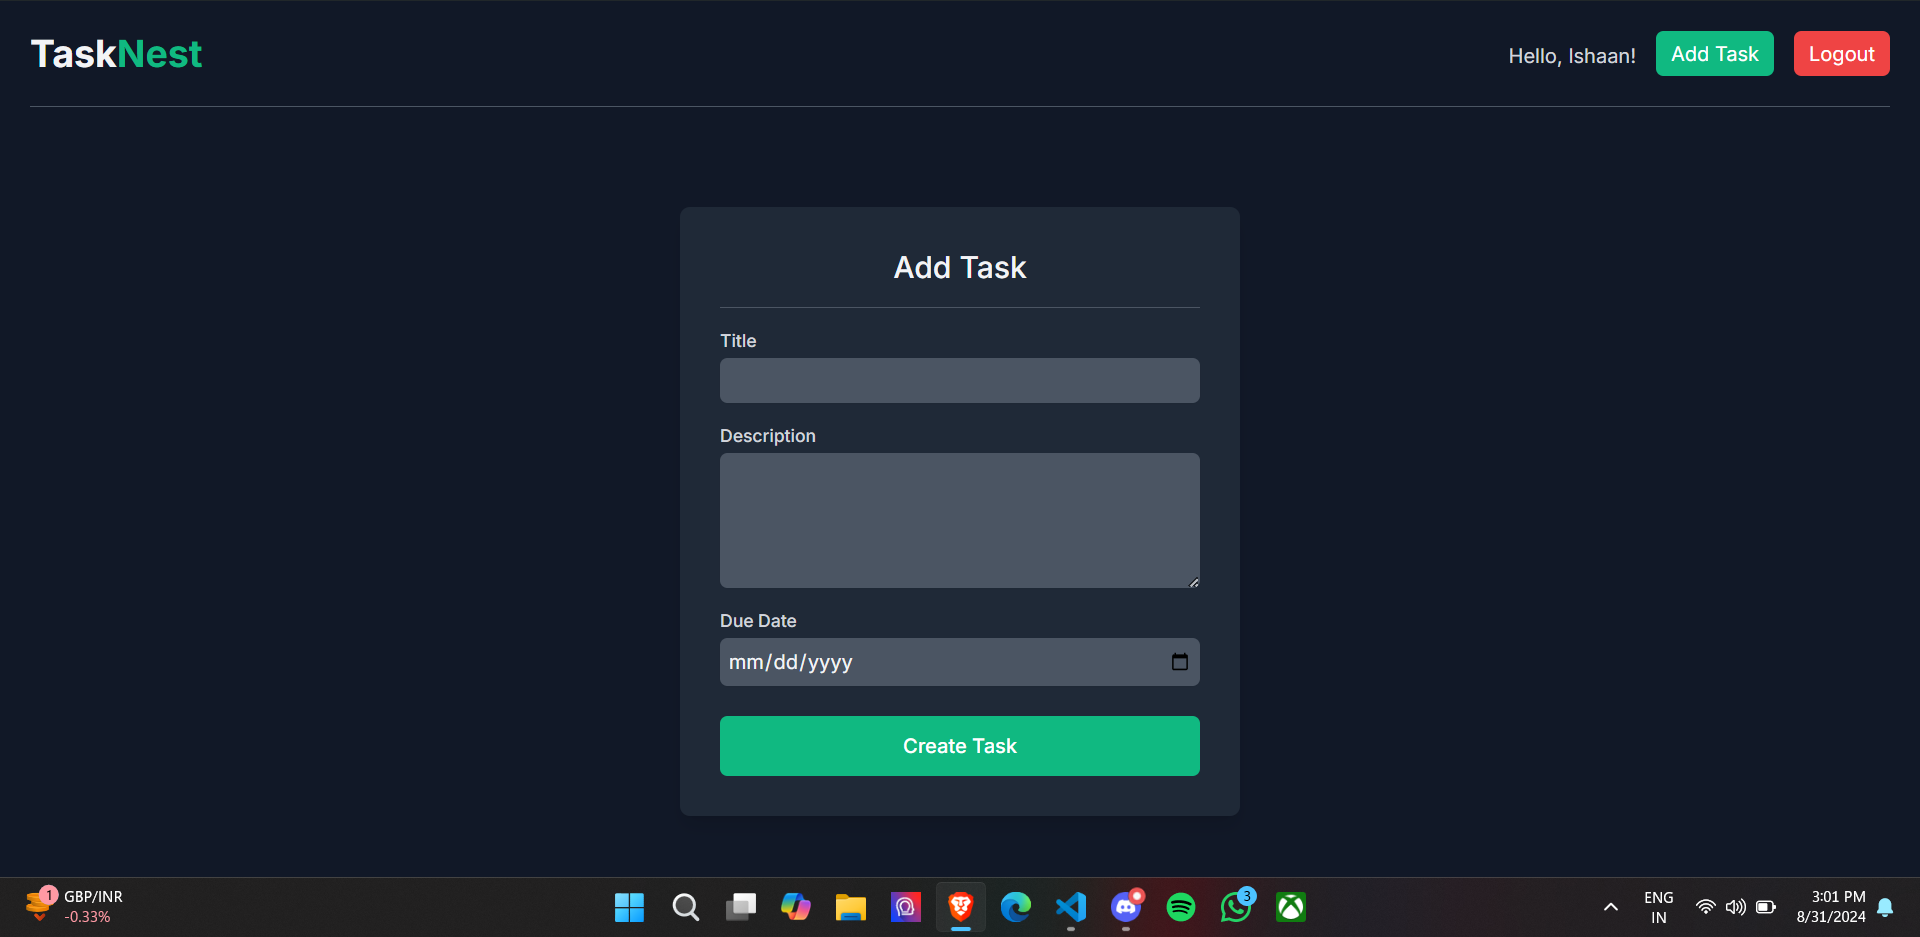 TaskNest
Hello, Ishaan!
Add Task
Logout
Add Task
Title
Description
Due Date
mm/dd/yyyy
Create Task
1
GBP/INR
-0.33%
3
ENG
IN
3:01 PM
8/31/2024